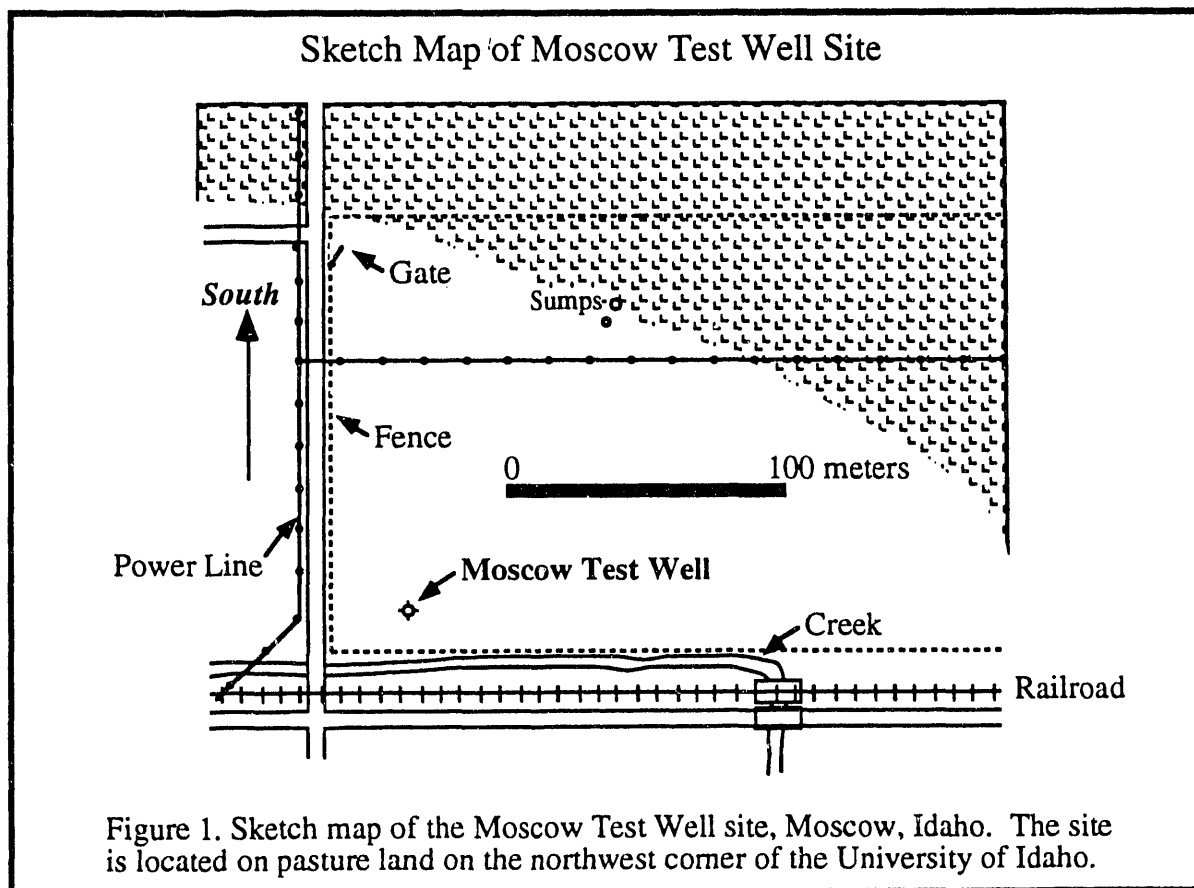 Sketch Map of Moscow Test Well Site
Gate
South
Sumps
Fence
0 100 meters
Power Line
Moscow Test Well
Creek
Railroad
Figure 1. Sketch map of the Moscow Test Well site, Moscow, Idaho. The site
is located on pasture land on the northwest corner of the University of Idaho.